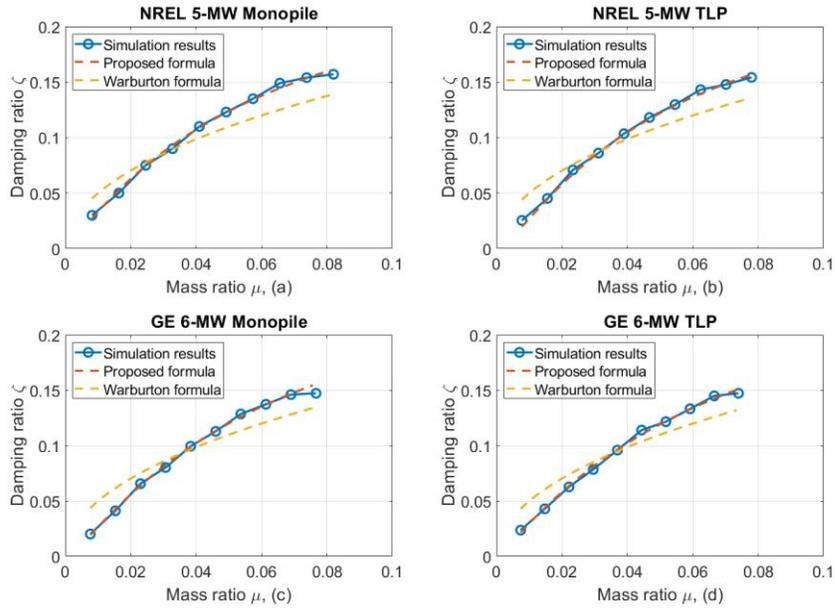 NREL 5-MW Monopile
Simulation results
Proposed formula
Warburton formula
Damping ratio ζ
0.2
0.15
0.1
0.05
0
0 0.02 0.04 0.06 0.08 0.1
Mass ratio μ, (a)
NREL 5-MW TLP
Simulation results
Proposed formula
Warburton formula
Damping ratio ζ
0.2
0.15
0.1
0.05
0
0 0.02 0.04 0.06 0.08 0.1
Mass ratio μ, (b)
GE 6-MW Monopile
Simulation results
Proposed formula
Warburton formula
Damping ratio ζ
0.2
0.15
0.1
0.05
0
0 0.02 0.04 0.06 0.08 0.1
Mass ratio μ, (c)
GE 6-MW TLP
Simulation results
Proposed formula
Warburton formula
Damping ratio ζ
0.2
0.15
0.1
0.05
0
0 0.02 0.04 0.06 0.08 0.1
Mass ratio μ, (d)